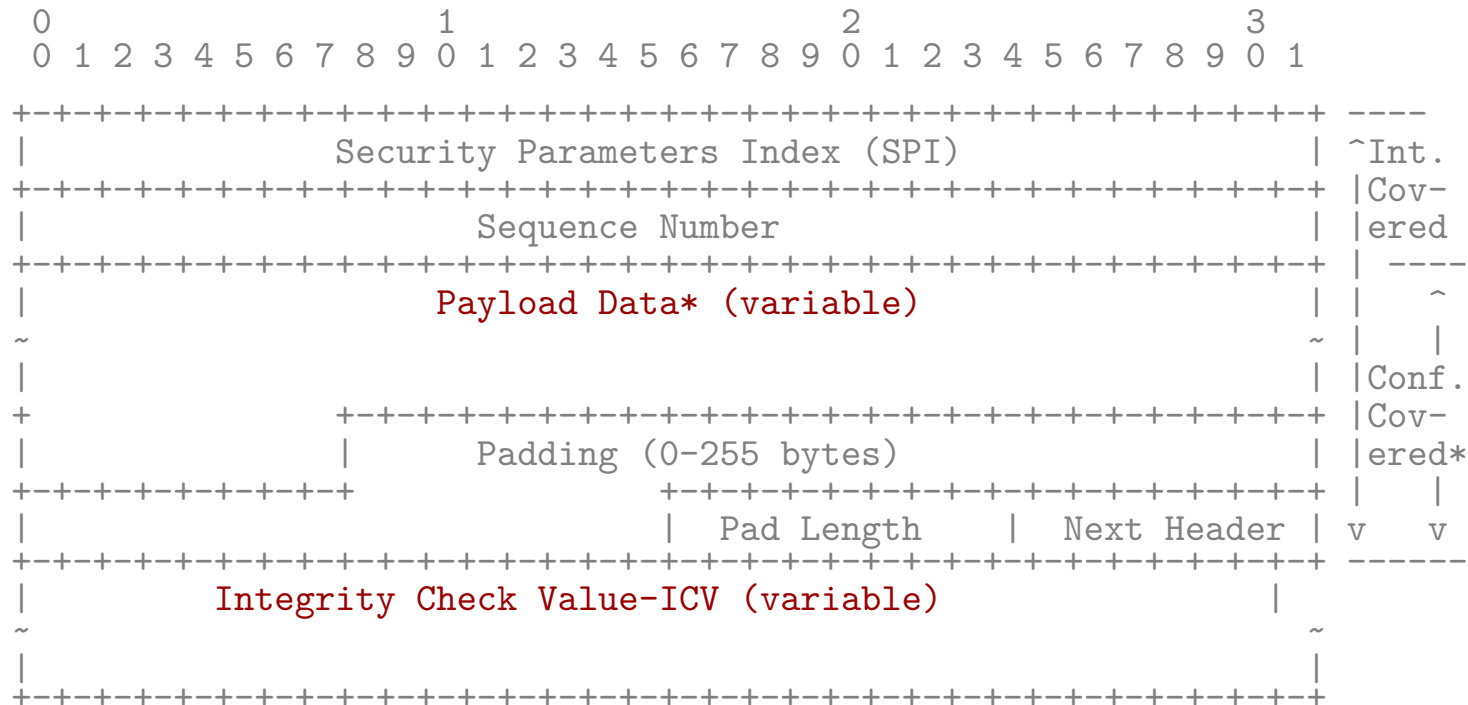 0                   1                   2                   3
 0 1 2 3 4 5 6 7 8 9 0 1 2 3 4 5 6 7 8 9 0 1 2 3 4 5 6 7 8 9 0 1
+-+-+-+-+-+-+-+-+-+-+-+-+-+-+-+-+-+-+-+-+-+-+-+-+-+-+-+-+-+-+-+-+ ----
|               Security Parameters Index (SPI)                 | ^Int.
+-+-+-+-+-+-+-+-+-+-+-+-+-+-+-+-+-+-+-+-+-+-+-+-+-+-+-+-+-+-+-+-+ |Cov-
|                      Sequence Number                          | |ered
+-+-+-+-+-+-+-+-+-+-+-+-+-+-+-+-+-+-+-+-+-+-+-+-+-+-+-+-+-+-+-+-+ | ----
|                    Payload Data* (variable)                   | |   ^
~                                                               ~ |   |
|                                                               | |Conf.
+               +-+-+-+-+-+-+-+-+-+-+-+-+-+-+-+-+-+-+-+-+-+-+-+-+ |Cov-
|               |      Padding (0-255 bytes)                    | |ered*
+-+-+-+-+-+-+-+-+               +-+-+-+-+-+-+-+-+-+-+-+-+-+-+-+-+ |   |
|                               |  Pad Length    |  Next Header | v   v
+-+-+-+-+-+-+-+-+-+-+-+-+-+-+-+-+-+-+-+-+-+-+-+-+-+-+-+-+-+-+-+-+ ------
|         Integrity Check Value-ICV (variable)                |
~                                                               ~
|                                                               |
+-+-+-+-+-+-+-+-+-+-+-+-+-+-+-+-+-+-+-+-+-+-+-+-+-+-+-+-+-+-+-+-+